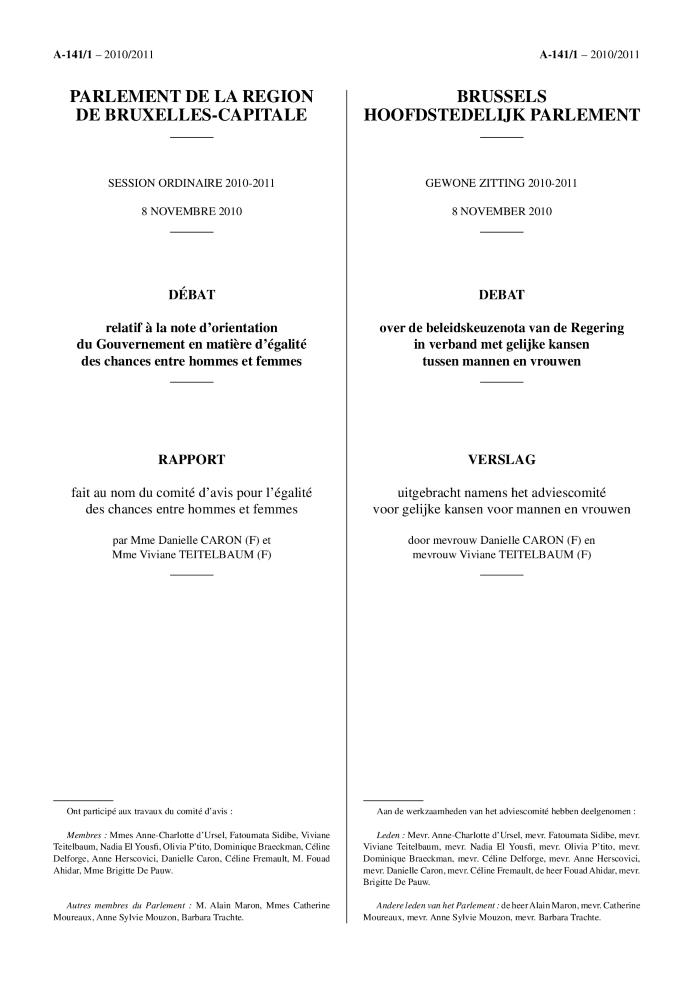 A-141/1 – 2010/2011
PARLEMENT DE LA REGION
DE BRUXELLES-CAPITALE
SESSION ORDINAIRE 2010-2011
8 NOVEMBRE 2010
DÉBAT
relatif à la note d'orientation
du Gouvernement en matière d'égalité
des chances entre hommes et femmes
RAPPORT
fait au nom du comité d'avis pour l'égalité
des chances entre hommes et femmes
par Mme Danielle CARON (F) et
Mme Viviane TEITELBAUM (F)
Ont participé aux travaux du comité d'avis :
Membres : Mmes Anne-Charlotte d'Ursel, Fatoumata Sidibe, Viviane
Teitelbaum, Nadia El Yousfi, Olivia P'tito, Dominique Braeckman, Céline
Delforge, Anne Herscovici, Danielle Caron, Céline Fremault, M. Fouad
Ahidar, Mme Brigitte De Pauw.
Autres membres du Parlement : M. Alain Maron, Mmes Catherine
Moureaux, Anne Sylvie Mouzon, Barbara Trachte.
A-141/1 – 2010/2011
BRUSSELS
HOOFDSTEDELIJK PARLEMENT
GEWONE ZITTING 2010-2011
8 NOVEMBER 2010
DEBAT
over de beleidskeuzenota van de Regering
in verband met gelijke kansen
tussen mannen en vrouwen
VERSLAG
uitgebracht namens het adviescomité
voor gelijke kansen voor mannen en vrouwen
door mevrouw Danielle CARON (F) en
mevrouw Viviane TEITELBAUM (F)
Aan de werkzaamheden van het adviescomité hebben deelgenomen :
Leden : Mevr. Anne-Charlotte d'Ursel, mevr. Fatoumata Sidibe, mevr.
Viviane Teitelbaum, mevr. Nadia El Yousfi, mevr. Olivia P'tito, mevr.
Dominique Braeckman, mevr. Céline Delforge, mevr. Anne Herscovici,
mevr. Danielle Caron, mevr. Céline Fremault, de heer Fouad Ahidar, mevr.
Brigitte De Pauw.
Andere leden van het Parlement : de heer Alain Maron, mevr. Catherine
Moureaux, mevr. Anne Sylvie Mouzon, mevr. Barbara Trachte.